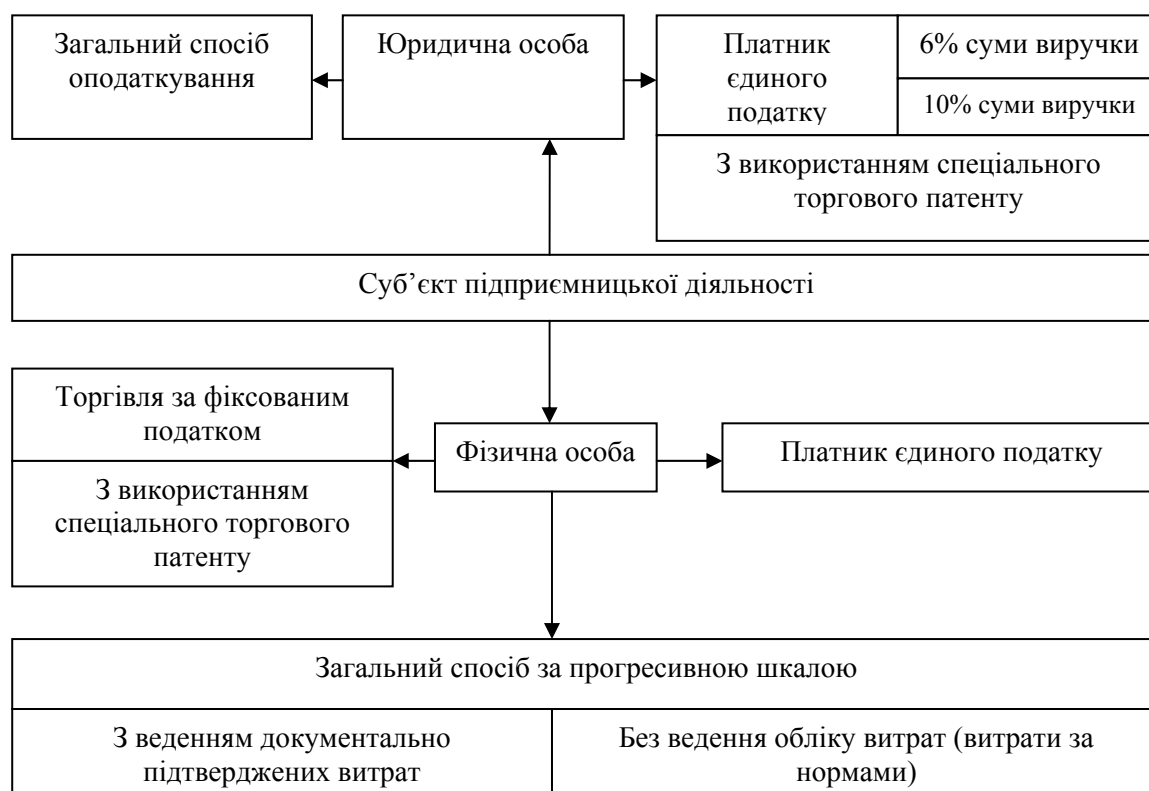 Загальний спосіб
оподаткування
Юридична особа
Платник
єдиного
податку
6% суми виручки
10% суми виручки
З використанням спеціального
торгового патенту
Суб’єкт підприємницької діяльності
Торгівля за фіксованим
податком
З використанням
спеціального торгового
патенту
Фізична особа
Платник єдиного податку
Загальний спосіб за прогресивною шкалою
З веденням документально
підтверджених витрат
Без ведення обліку витрат (витрати за
нормами)